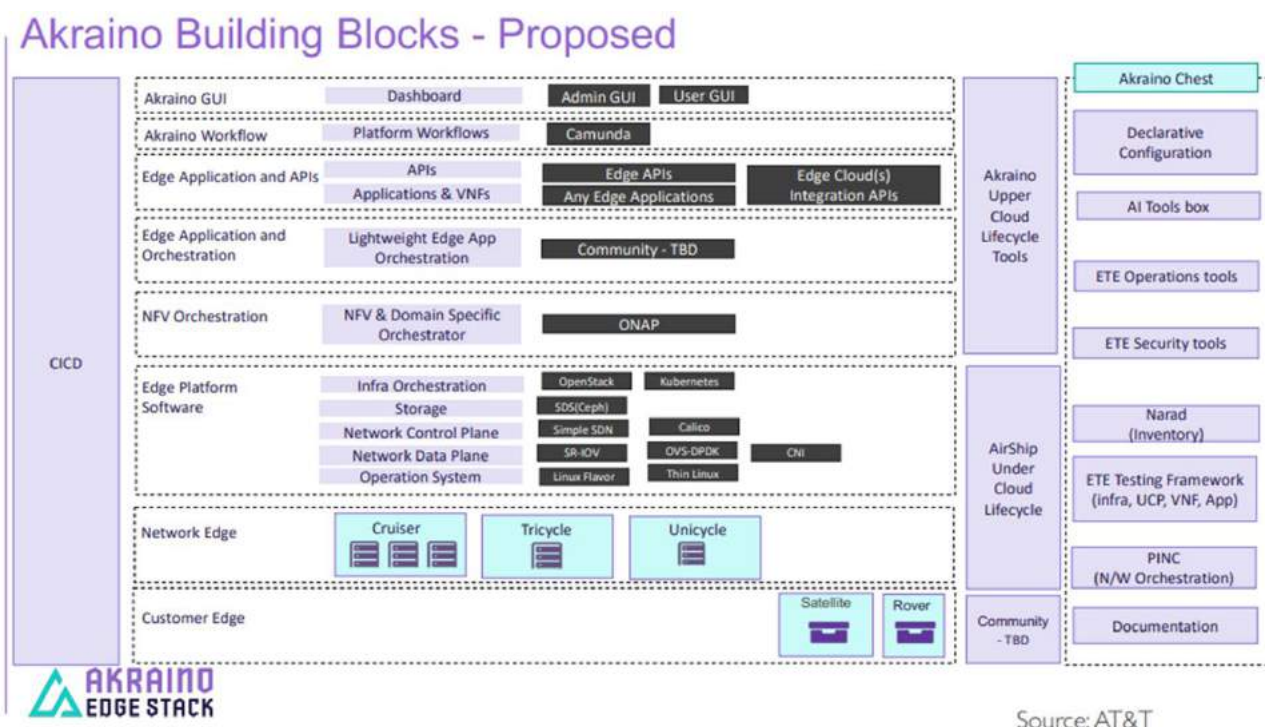 Akraino Building Blocks - Proposed
CICD
Akraino GUI
Dashboard
Admin GUI
User GUI
Akraino Workflow
Platform Workflows
Camunda
Edge Application and APIs
APIs
Applications & VNFs
Edge APIs
Any Edge Applications
Edge Cloud(s)
Integration APIs
Edge Application and
Orchestration
Lightweight Edge App
Orchestration
Community - TBD
NFV Orchestration
NFV & Domain Specific
Orchestrator
ONAP
Edge Platform
Software
Infra Orchestration
OpenStack
Kubernetes
Storage
SDS(Ceph)
Network Control Plane
Simple SDN
Calico
Network Data Plane
SR-IOV
OVS-DPDK
CNI
Operation System
Linux Flavor
Thin Linux
Network Edge
Cruiser
Tricycle
Unicycle
Customer Edge
Satellite
Rover
Akraino
Upper
Cloud
Lifecycle
Tools
AirShip
Under
Cloud
Lifecycle
Community
- TBD
Akraino Chest
Declarative
Configuration
AI Tools box
ETE Operations tools
ETE Security tools
Narad
(Inventory)
ETE Testing Framework
(infra, UCP, VNF, App)
PINC
(N/W Orchestration)
Documentation
AKRAINO
EDGE STACK
Source: AT&T